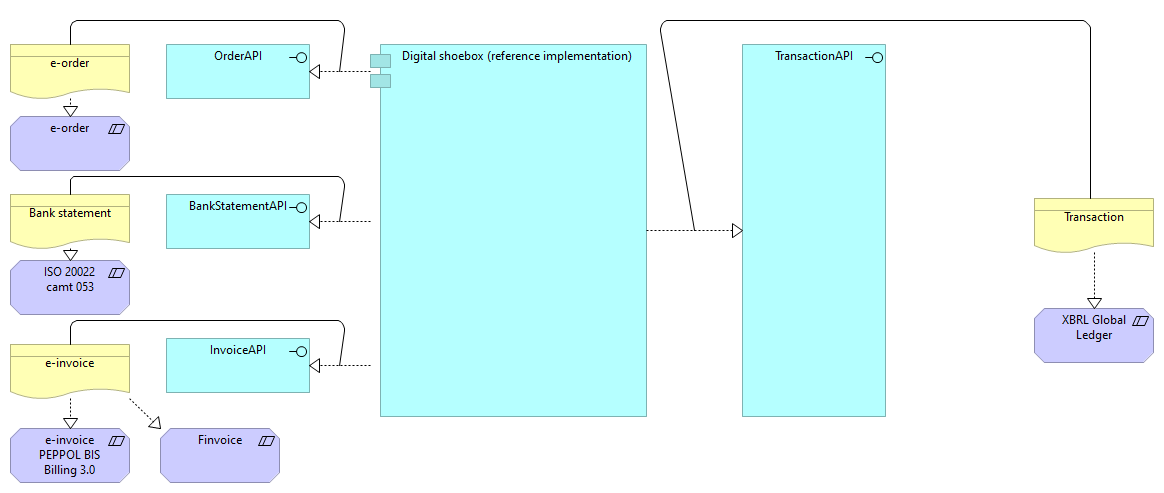 e-order
OrderAPI
Digital shoebox (reference implementation)
TransactionAPI
e-order
Bank statement
BankStatementAPI
Transaction
ISO 20022
camt 053
XBRL Global
Ledger
e-invoice
InvoiceAPI
e-invoice
PEPPOL BIS
Billing 3.0
Finvoice